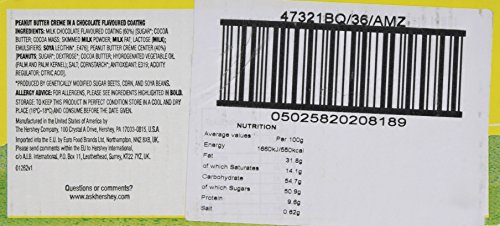 PEANUT BUTTER CREME IN A CHOCOLATE FLAVOURED COATING
INGREDIENTS: MILK CHOCOLATE FLAVOURED COATING (60%) [SUGAR*; COCOA
BUTTER; COCOA MASS; SKIMMED MILK POWDER; MILK FAT; LACTOSE (MILK);
EMULSIFIERS: SOYA LECITHIN*, E476]; PEANUT BUTTER CREME CENTER (40%)
[PEANUTS, SUGAR*; DEXTROSE*; COCOA BUTTER; HYDROGENATED VEGETABLE OIL
(PALM AND PALM KERNEL); SALT; CORNSTARCH*; ANTIOXIDANT: E319; ACIDITY
REGULATOR: CITRIC ACID].
*PRODUCED BY GENETICALLY MODIFIED SUGAR BEETS, CORN, AND SOYA BEANS.
ALLERGY ADVICE: FOR ALLERGENS, PLEASE SEE INGREDIENTS HIGHLIGHTED IN BOLD.
STORAGE: TO KEEP THIS PRODUCT IN PERFECT CONDITION STORE IN A COOL AND DRY
PLACE (16ºC–18ºC) AND CONSUME BEFORE THE DATE GIVEN.
Manufactured in the United States of America by
The Hershey Company, 100 Crystal A Drive, Hershey, PA 17033-0815, U.S.A
Imported into the E.U. by Euro Food Brands Ltd, Northampton, NN2 8XB, UK.
Please send comments within the EU to Hershey International
c/o A.I.B. International, P.O. Box 11, Leatherhead, Surrey, KT22 7YZ, UK.
01262v1
Questions or comments?
www.askhershey.com
47321BQ/36/AMZ
05025820208189
NUTRITION
Average values Per 100g
Energy 1660kJ/550kcal
Fat 31.8g
of which Saturates 14.1g
Carbohydrate 54.7g
of which Sugars 50.9g
Protein 9.6g
Salt 0.62g